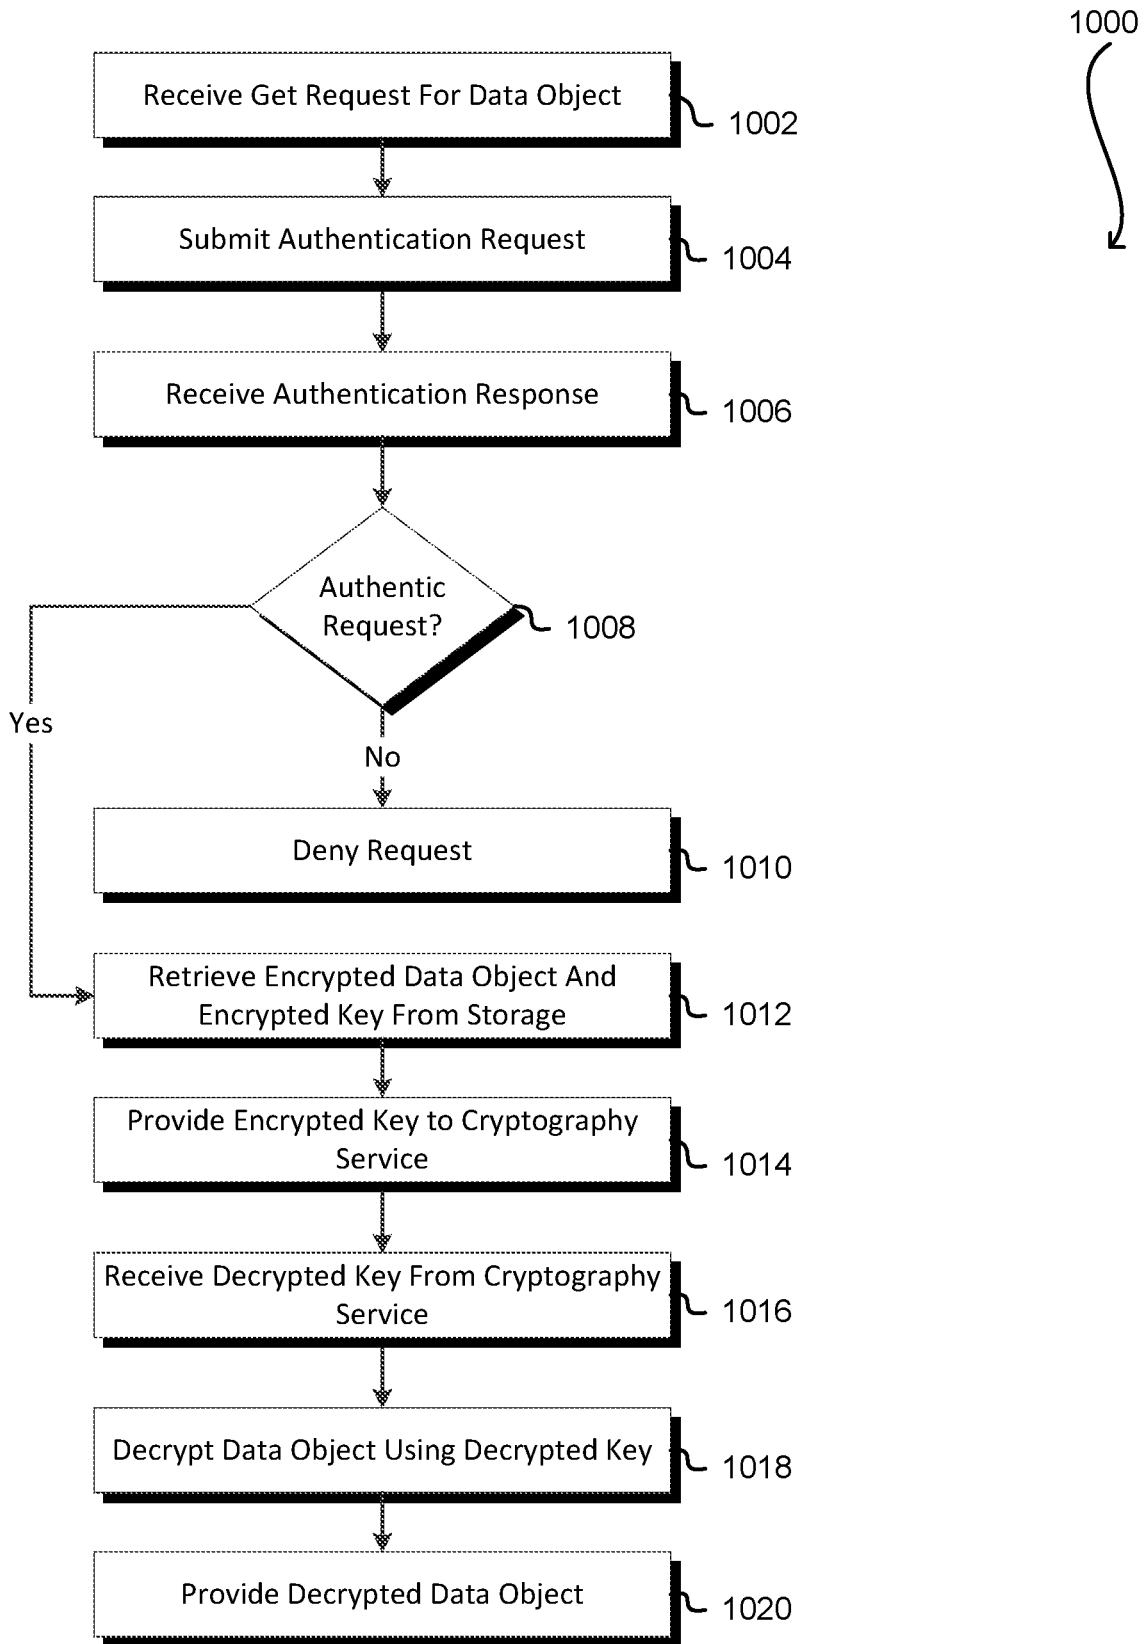 1000
Receive Get Request For Data Object
1002
Submit Authentication Request
1004
Receive Authentication Response
1006
Authentic
Request?
1008
Yes
No
Deny Request
1010
Retrieve Encrypted Data Object And
Encrypted Key From Storage
1012
Provide Encrypted Key to Cryptography
Service
1014
Receive Decrypted Key From Cryptography
Service
1016
Decrypt Data Object Using Decrypted Key
1018
Provide Decrypted Data Object
1020